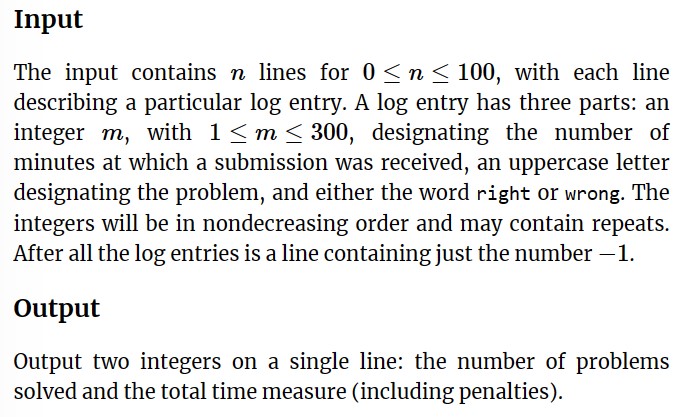 Input
The input contains n lines for 0 ≤ n ≤ 100, with each line
describing a particular log entry. A log entry has three parts: an
integer m, with 1 ≤ m ≤ 300, designating the number of
minutes at which a submission was received, an uppercase letter
designating the problem, and either the word right or wrong. The
integers will be in nondecreasing order and may contain repeats.
After all the log entries is a line containing just the number −1.
Output
Output two integers on a single line: the number of problems
solved and the total time measure (including penalties).